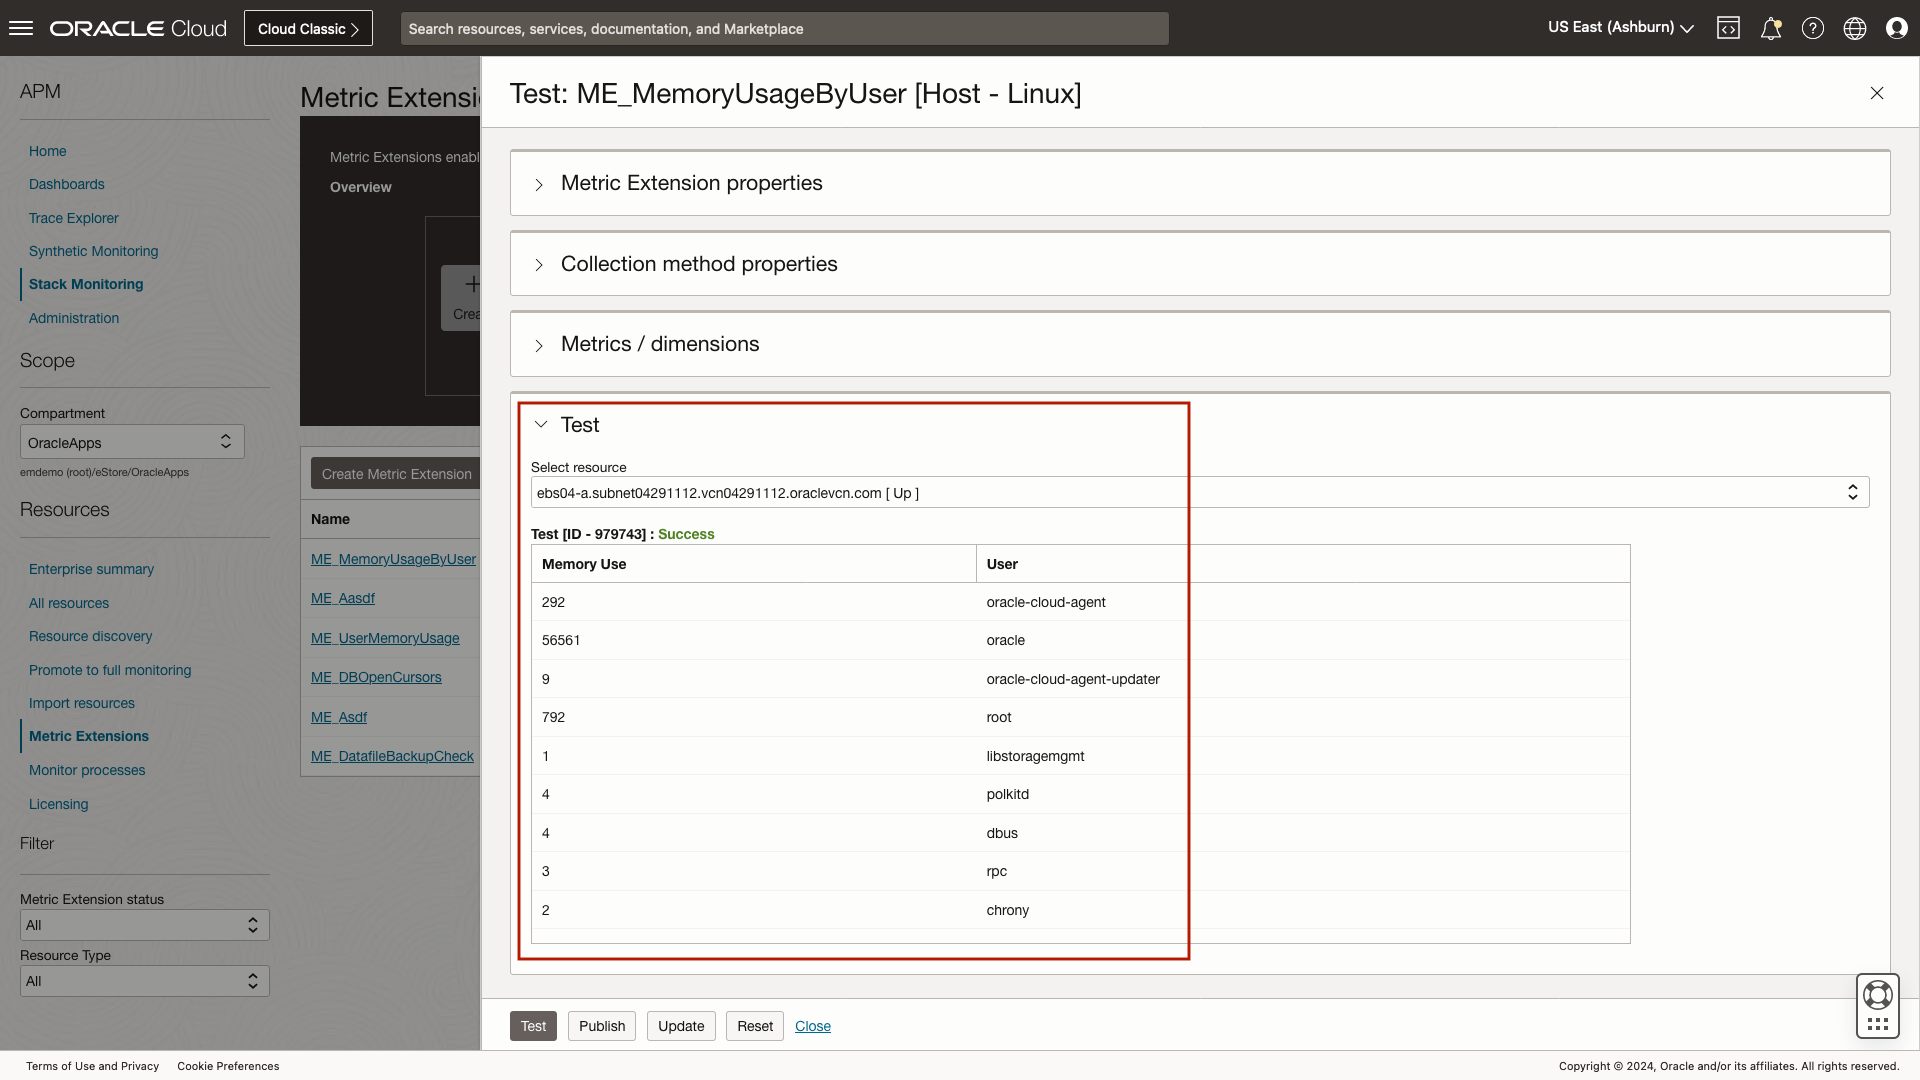 ORACLE Cloud
Cloud Classic
Search resources, services, documentation, and Marketplace
US East (Ashburn)
APM
Home
Dashboards
Trace Explorer
Synthetic Monitoring
Stack Monitoring
Administration
Scope
Compartment
OracleApps
emdemo (root)/eStore/OracleApps
Resources
Enterprise summary
All resources
Resource discovery
Promote to full monitoring
Import resources
Metric Extensions
Monitor processes
Licensing
Filter
Metric Extension status
All
Resource Type
All
Metric Extensi
Metric Extensions enabl
Overview
Crea
Create Metric Extension
Name
ME_MemoryUsageByUser
ME_Aasdf
ME_UserMemoryUsage
ME_DBOpenCursors
ME_Asdf
ME_DatafileBackupCheck
Test: ME_MemoryUsageByUser [Host - Linux]
Metric Extension properties
Collection method properties
Metrics / dimensions
Test
Select resource
ebs04-a.subnet04291112.vcn04291112.oraclevcn.com [ Up ]
Test [ID - 979743] : Success
Memory Use User
292 oracle-cloud-agent
56561 oracle
9 oracle-cloud-agent-updater
792 root
1 libstoragemgmt
4 polkitd
4 dbus
3 rpc
2 chrony
Test Publish Update Reset Close
Terms of Use and Privacy Cookie Preferences
Copyright © 2024, Oracle and/or its affiliates. All rights reserved.